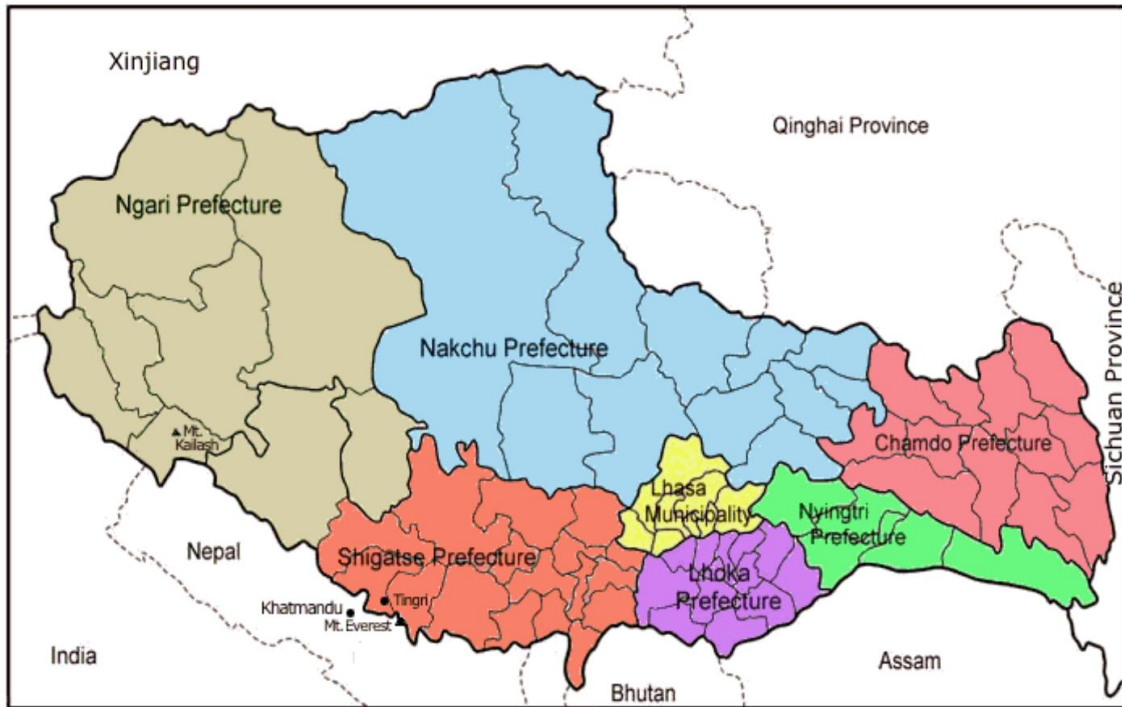 Xinjiang
Qinghai Province
Ngari Prefecture
Sichuan Province
Nakchu Prefecture
Mt.
Kailash
Chamdo Prefecture
Lhasa
Municipality
Nyingtri
Prefecture
Nepal
Shigatse Prefecture
Lhoka
Prefecture
Tingri
Khatmandu
Mt. Everest
India
Assam
Bhutan